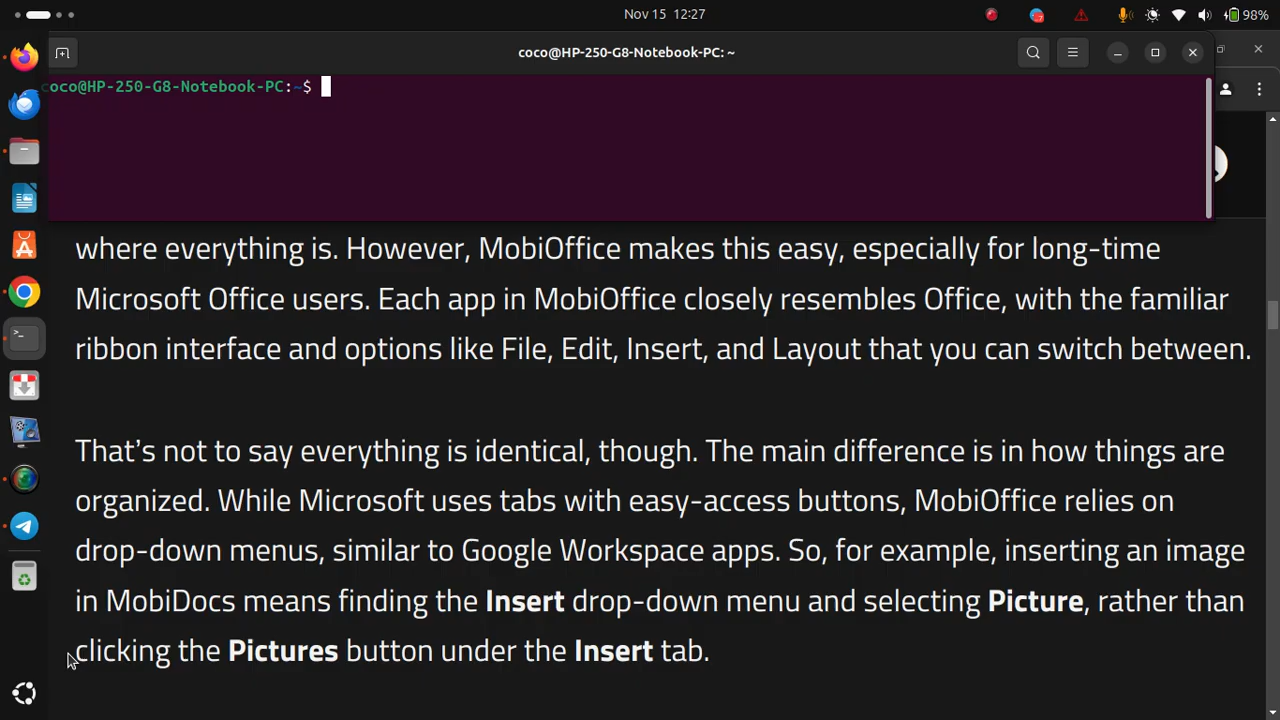 Nov 15 12:27
98%
coco@HP-250-G8-Notebook-PC: ~
coco@HP-250-G8-Notebook-PC:~$
where everything is. However, MobiOffice makes this easy, especially for long-time
Microsoft Office users. Each app in MobiOffice closely resembles Office, with the familiar
ribbon interface and options like File, Edit, Insert, and Layout that you can switch between.
That's not to say everything is identical, though. The main difference is in how things are
organized. While Microsoft uses tabs with easy-access buttons, MobiOffice relies on
drop-down menus, similar to Google Workspace apps. So, for example, inserting an image
in MobiDocs means finding the Insert drop-down menu and selecting Picture, rather than
clicking the Pictures button under the Insert tab.